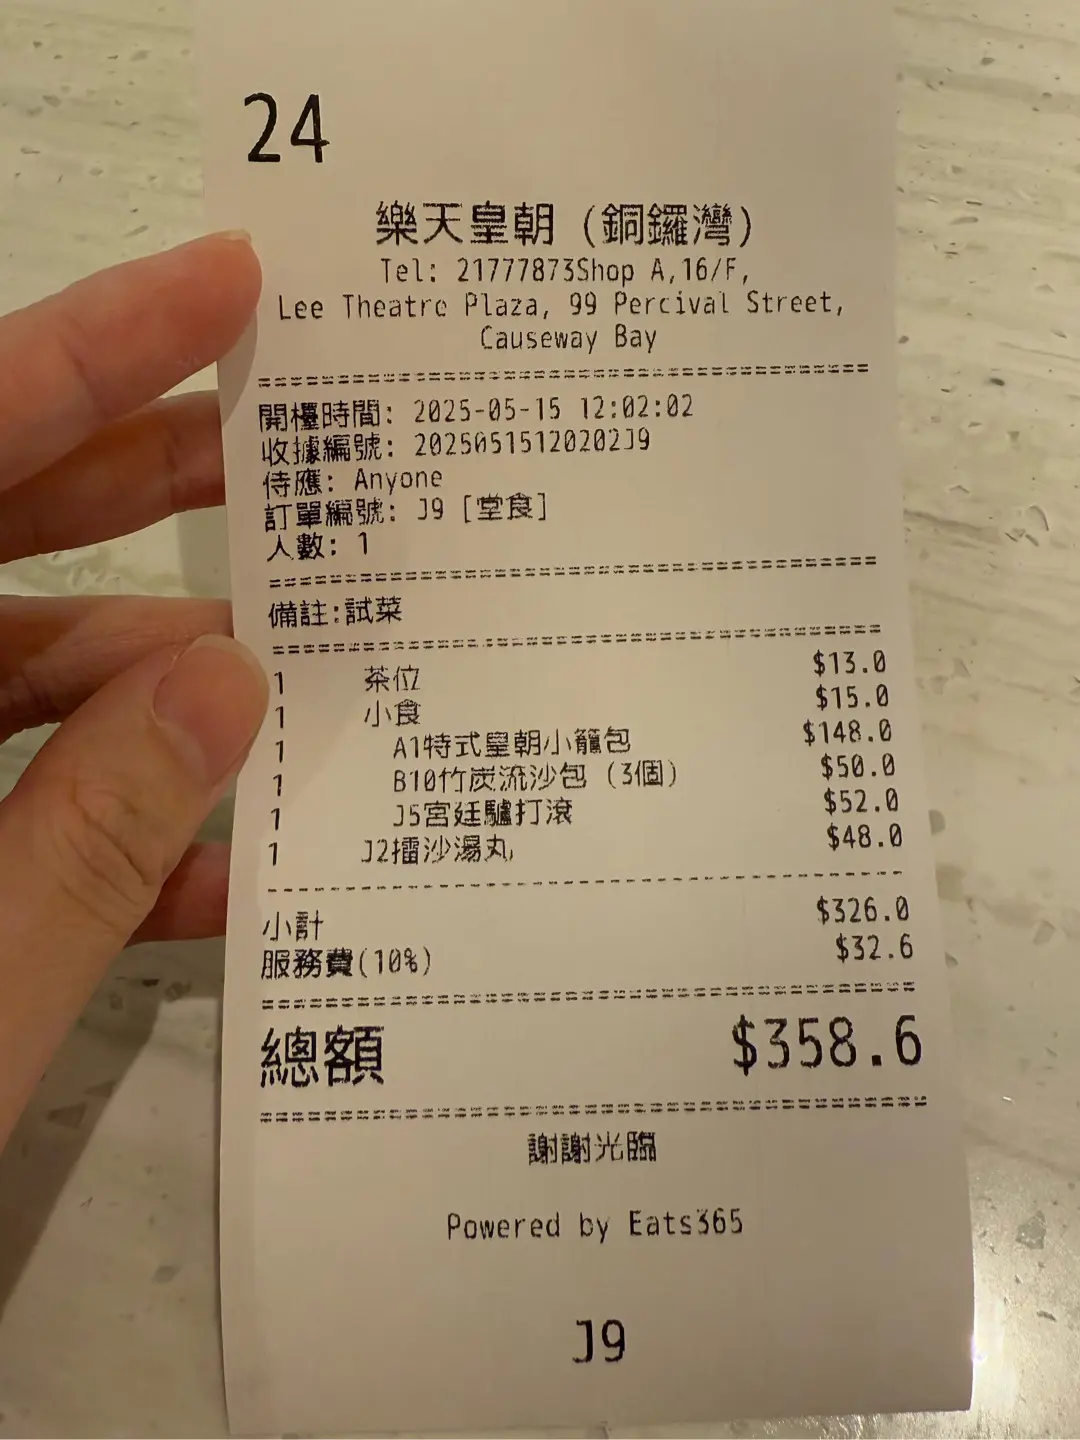 24
樂天皇朝 (銅鑼灣)
Tel: 21777873Shop A,16/F,
Lee Theatre Plaza, 99 Percival Street,
Causeway Bay
開檯時間: 2025-05-15 12:02:02
收據編號: 20250515120202J9
侍應: Anyone
訂單編號: J9 [堂食]
人數: 1
備註:試菜
1 茶位 $13.0
1 小食 $15.0
1 A1特式皇朝小籠包 $148.0
1 B10竹炭流沙包 (3個) $50.0
1 J5宮廷驢打滾 $52.0
1 J2擂沙湯丸 $48.0
小計 $326.0
服務費(10%) $32.6
總額 $358.6
謝謝光臨
Powered by Eats365
J9